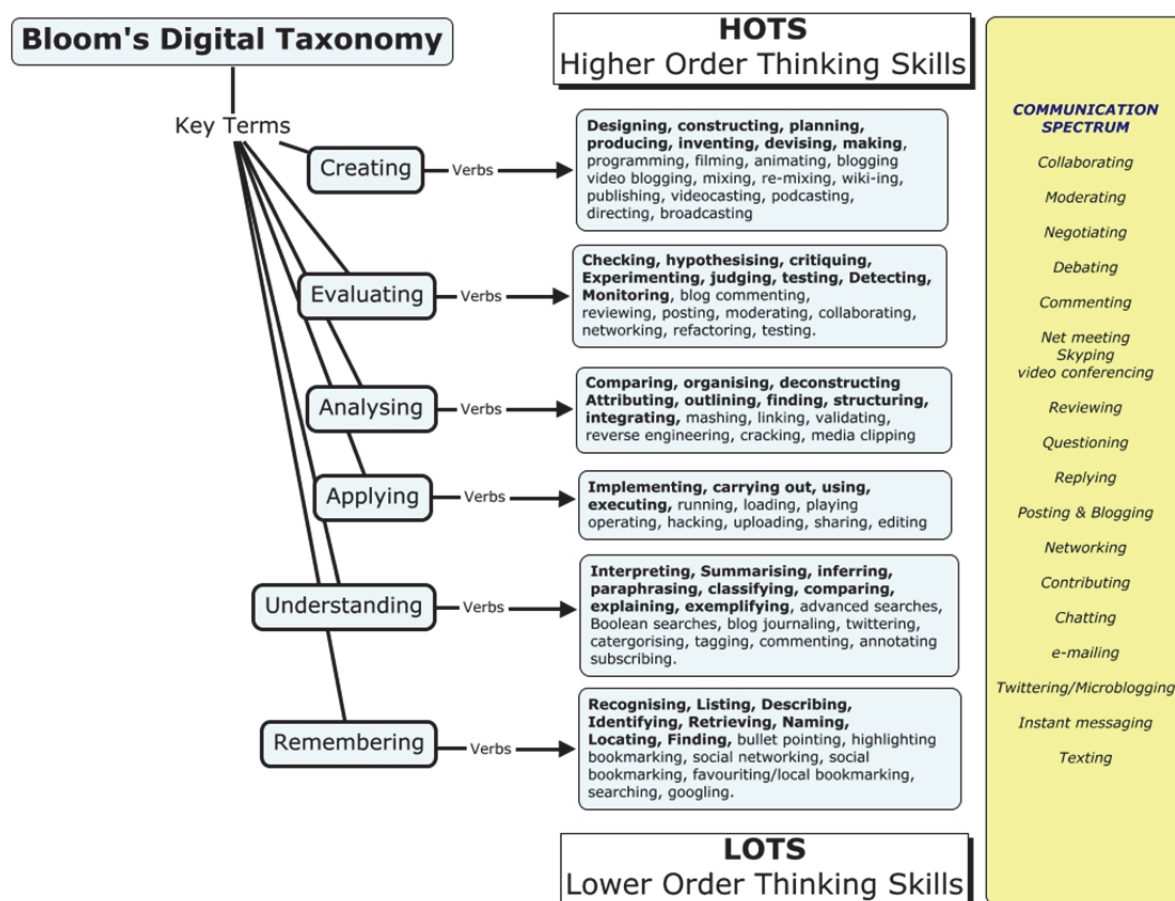 Bloom's Digital Taxonomy
Key Terms
HOTS
Higher Order Thinking Skills
Creating
Verbs
Designing, constructing, planning,
producing, inventing, devising, making,
programming, filming, animating, blogging
video blogging, mixing, re-mixing, wiki-ing,
publishing, videocasting, podcasting,
directing, broadcasting
Evaluating
Verbs
Checking, hypothesising, critiquing,
Experimenting, judging, testing, Detecting,
Monitoring, blog commenting,
reviewing, posting, moderating, collaborating,
networking, refactoring, testing.
Analysing
Verbs
Comparing, organising, deconstructing
Attributing, outlining, finding, structuring,
integrating, mashing, linking, validating,
reverse engineering, cracking, media clipping
Applying
Verbs
Implementing, carrying out, using,
executing, running, loading, playing
operating, hacking, uploading, sharing, editing
Understanding
Verbs
Interpreting, Summarising, inferring,
paraphrasing, classifying, comparing,
explaining, exemplifying, advanced searches,
Boolean searches, blog journaling, twittering,
catergorising, tagging, commenting, annotating
subscribing.
Remembering
Verbs
Recognising, Listing, Describing,
Identifying, Retrieving, Naming,
Locating, Finding, bullet pointing, highlighting
bookmarking, social networking, social
bookmarking, favouriting/local bookmarking,
searching, googling.
LOTS
Lower Order Thinking Skills
COMMUNICATION
SPECTRUM
Collaborating
Moderating
Negotiating
Debating
Commenting
Net meeting
Skyping
video conferencing
Reviewing
Questioning
Replying
Posting & Blogging
Networking
Contributing
Chatting
e-mailing
Twittering/Microblogging
Instant messaging
Texting